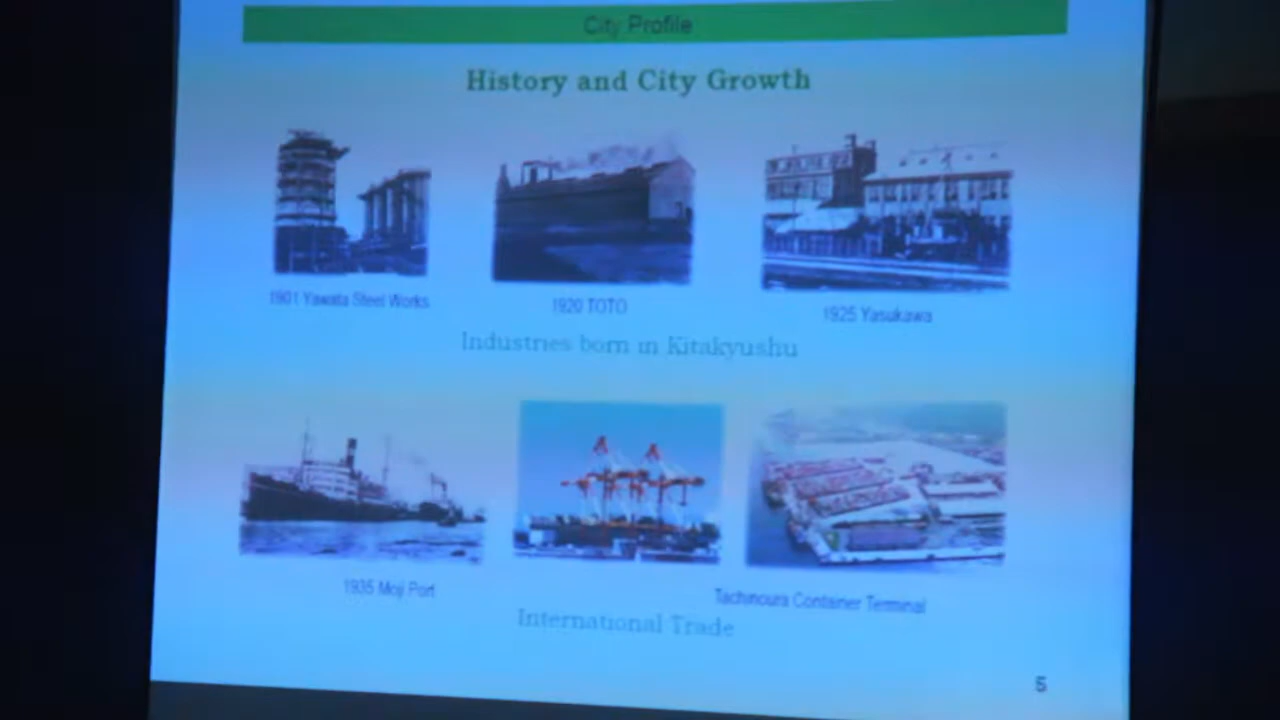 City Profile
History and City Growth
1901 Yawata Steel Works
1920 TOTO
1925 Yasukawa
Industries born in Kitakyushu
1935 Moji Port
Tachinoura Container Terminal
International Trade
5